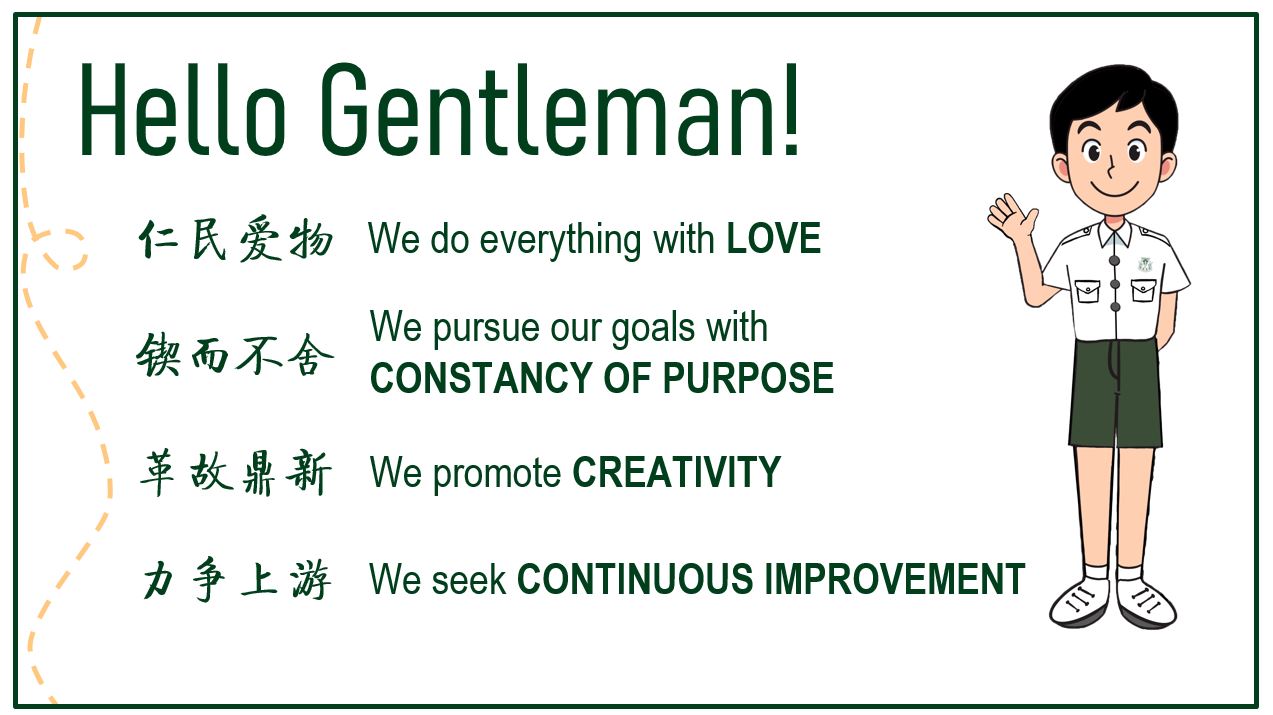 Hello Gentleman!
仁民爱物 We do everything with LOVE
锲而不舍 We pursue our goals with
CONSTANCY OF PURPOSE
革故鼎新 We promote CREATIVITY
力争上游 We seek CONTINUOUS IMPROVEMENT